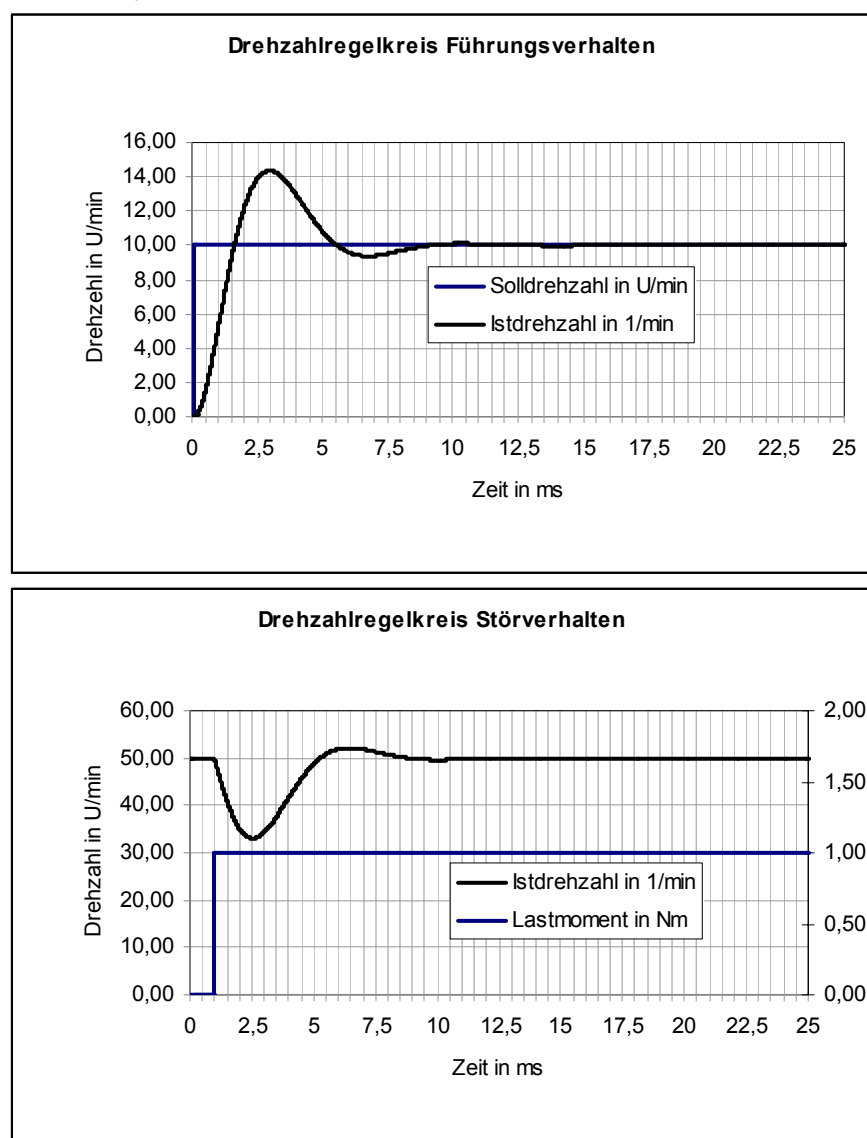 Drehzahlregelkreis Führungsverhalten
16,00
14,00
12,00
10,00
8,00
6,00
4,00
2,00
0,00
Drehzehl in U/min
Solldrehzahl in U/min
Istdrehzahl in 1/min
0 2,5 5 7,5 10 12,5 15 17,5 20 22,5 25
Zeit in ms
Drehzahlregelkreis Störverhalten
60,00
50,00
40,00
30,00
20,00
10,00
0,00
Drehzahl in U/min
2,00
1,50
1,00
0,50
0,00
Istdrehzahl in 1/min
Lastmoment in Nm
0 2,5 5 7,5 10 12,5 15 17,5 20 22,5 25
Zeit in ms